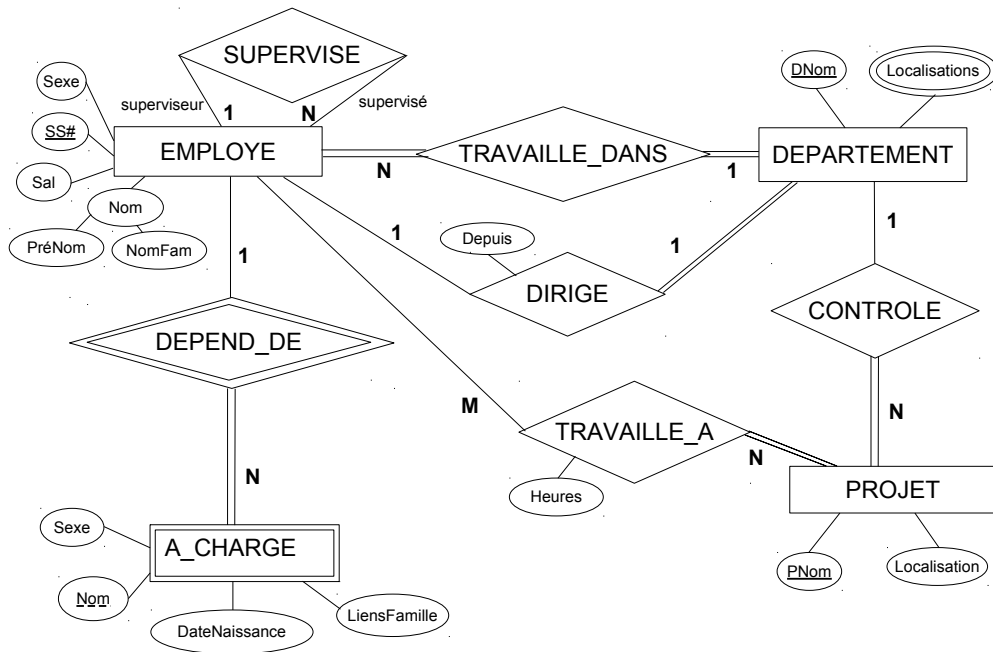 SUPERVISE
DNom
Localisations
Sexe
superviseur
supervisé
1
N
SS#
EMPLOYE
TRAVAILLE_DANS
DEPARTEMENT
N
1
Sal
Nom
PréNom
NomFam
1
1
Depuis
1
1
DIRIGE
CONTROLE
DEPEND_DE
M
N
TRAVAILLE_A
N
N
Heures
PROJET
Sexe
A_CHARGE
Nom
DateNaissance
LiensFamille
PNom
Localisation